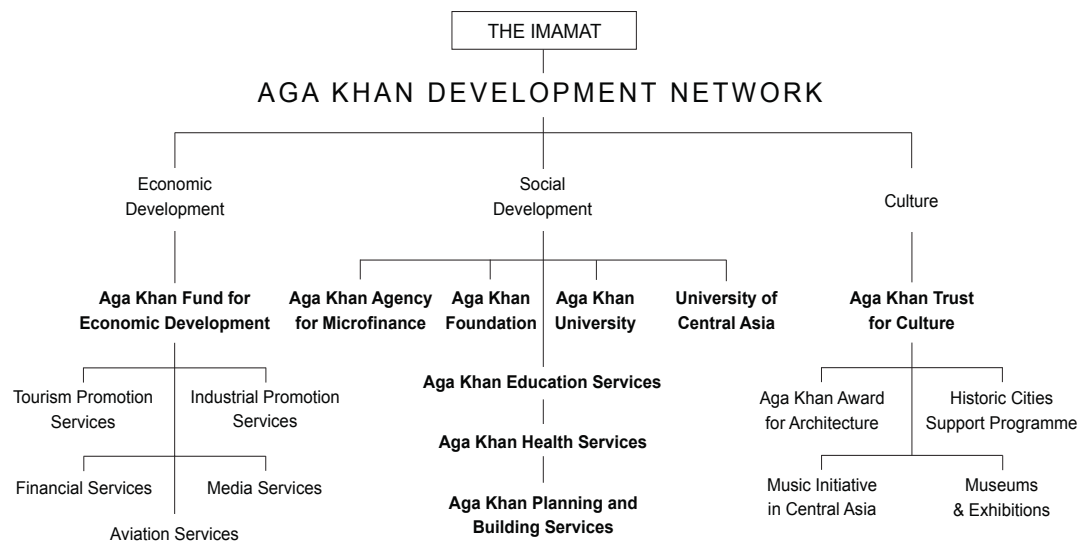 THE IMAMAT
AGA KHAN DEVELOPMENT NETWORK
Economic
Development
Social
Development
Culture
Aga Khan Fund for
Economic Development
Aga Khan Agency
for Microfinance
Aga Khan
Foundation
Aga Khan
University
University of
Central Asia
Aga Khan Trust
for Culture
Tourism Promotion
Services
Industrial Promotion
Services
Financial Services
Media Services
Aviation Services
Aga Khan Education Services
Aga Khan Health Services
Aga Khan Planning and
Building Services
Aga Khan Award
for Architecture
Historic Cities
Support Programme
Music Initiative
in Central Asia
Museums
& Exhibitions